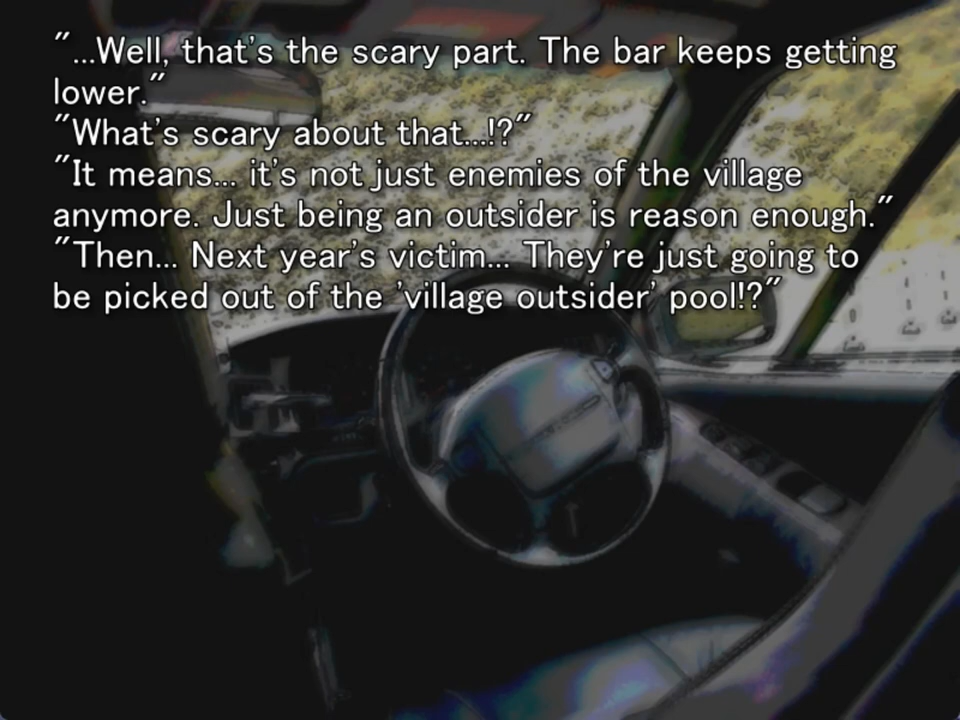 "...Well, that's the scary part. The bar keeps getting
lower."
"What's scary about that...!?"
"It means... it's not just enemies of the village
anymore. Just being an outsider is reason enough."
"Then... Next year's victim... They're just going to
be picked out of the 'village outsider' pool!?"